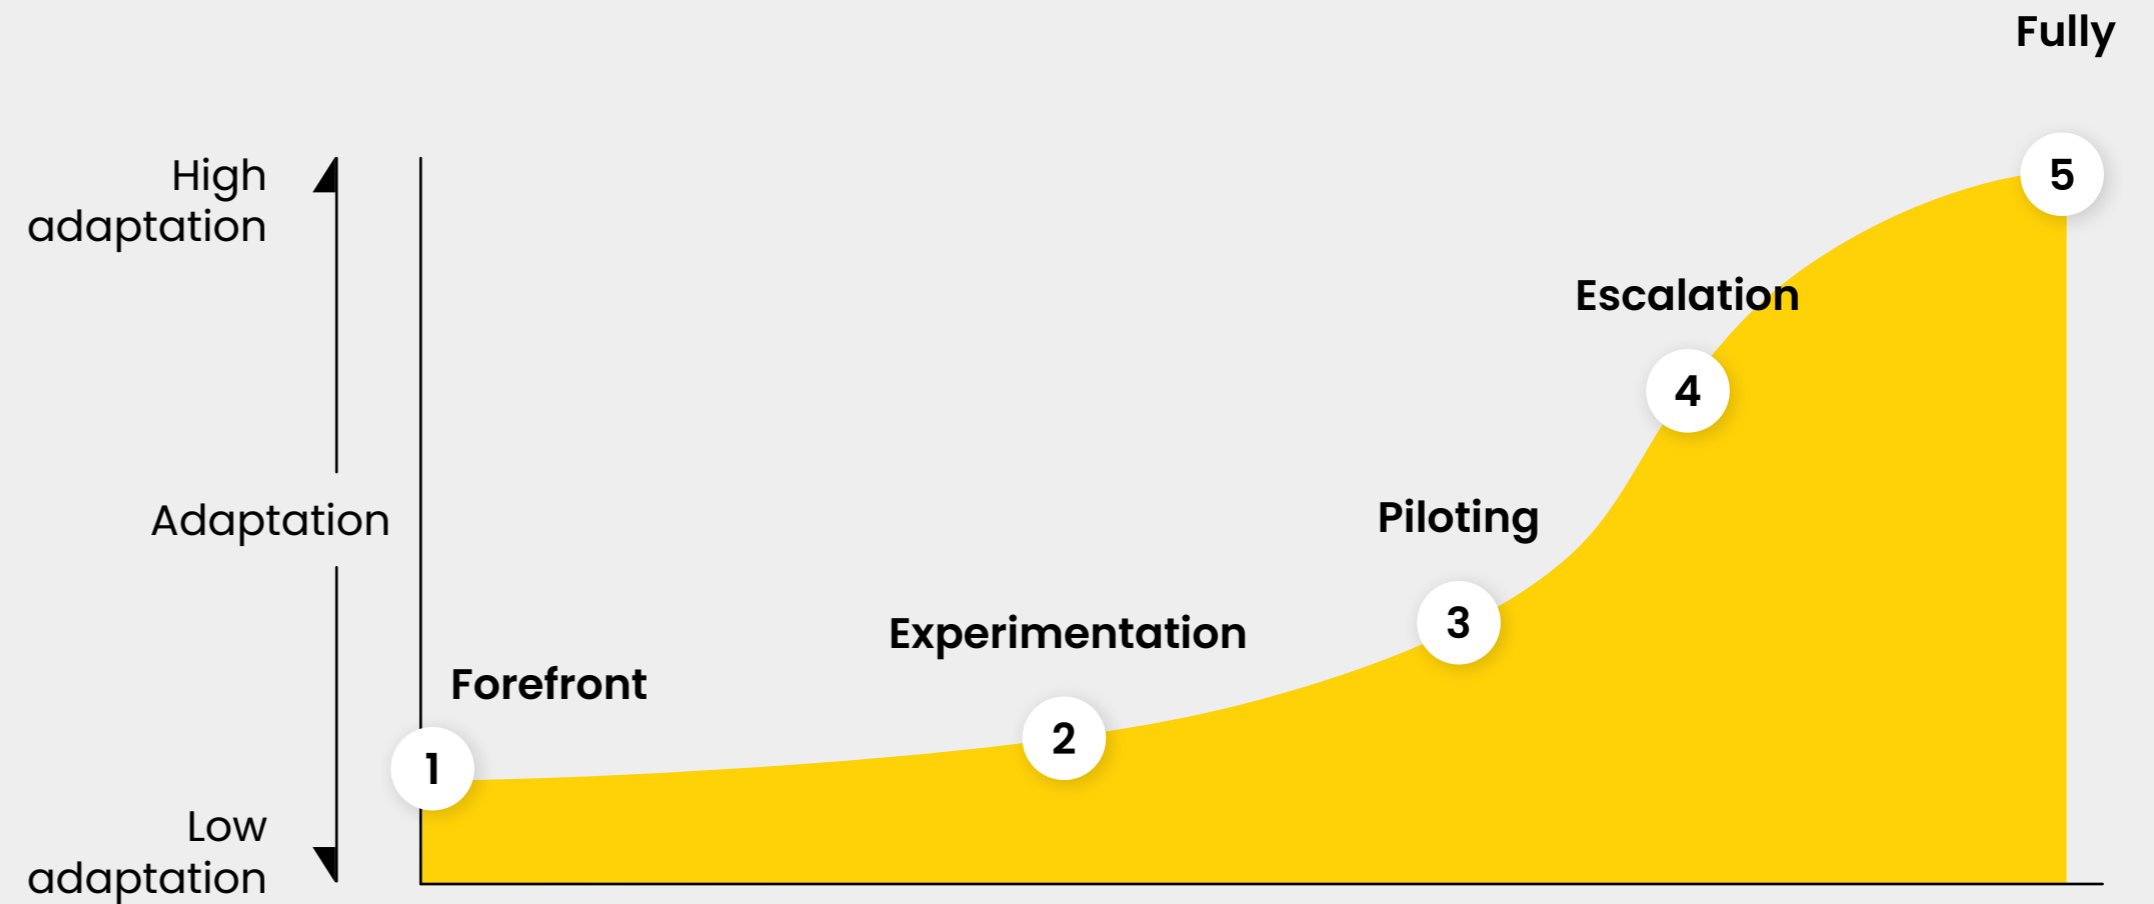 Fully
High
adaptation
5
Escalation
4
Adaptation
Piloting
3
Experimentation
Forefront
2
1
Low
adaptation